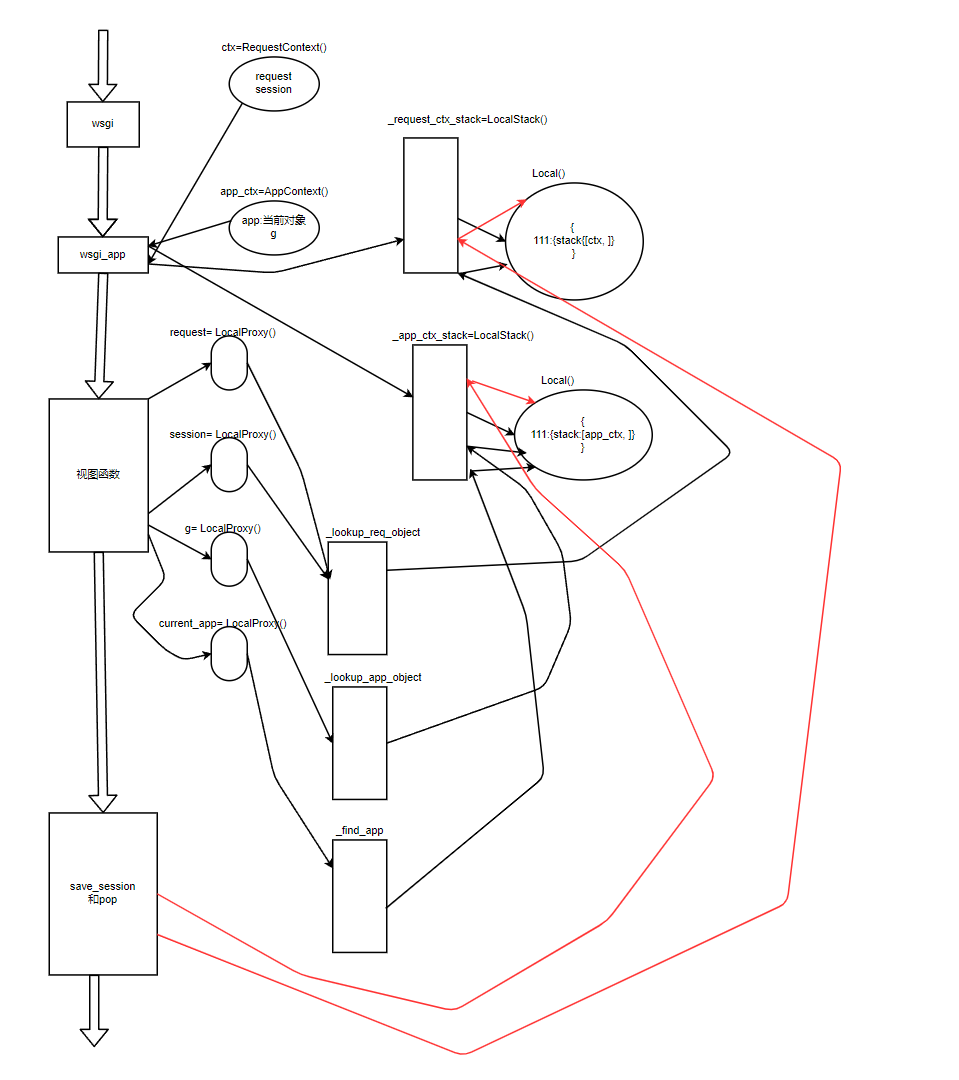 ctx=RequestContext()
request
session
wsgi
_request_ctx_stack=LocalStack()
Local()
app_ctx=AppContext()
app:当前对象
g
{
111:{stack{[ctx, ]}
}
wsgi_app
request= LocalProxy()
_app_ctx_stack=LocalStack()
Local()
{
111:{stack:[app_ctx, ]}
}
session= LocalProxy()
视图函数
g= LocalProxy()
_lookup_req_object
current_app= LocalProxy()
_lookup_app_object
_find_app
save_session
和pop